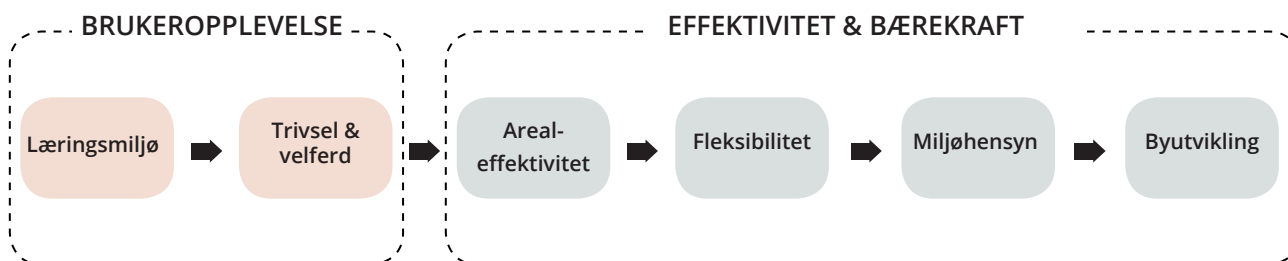 BRUKEROPPLEVELSE
EFFEKTIVITET & BÆREKRAFT
Læringsmiljø
Trivsel &
velferd
Areal-
effektivitet
Fleksibilitet
Miljøhensyn
Byutvikling